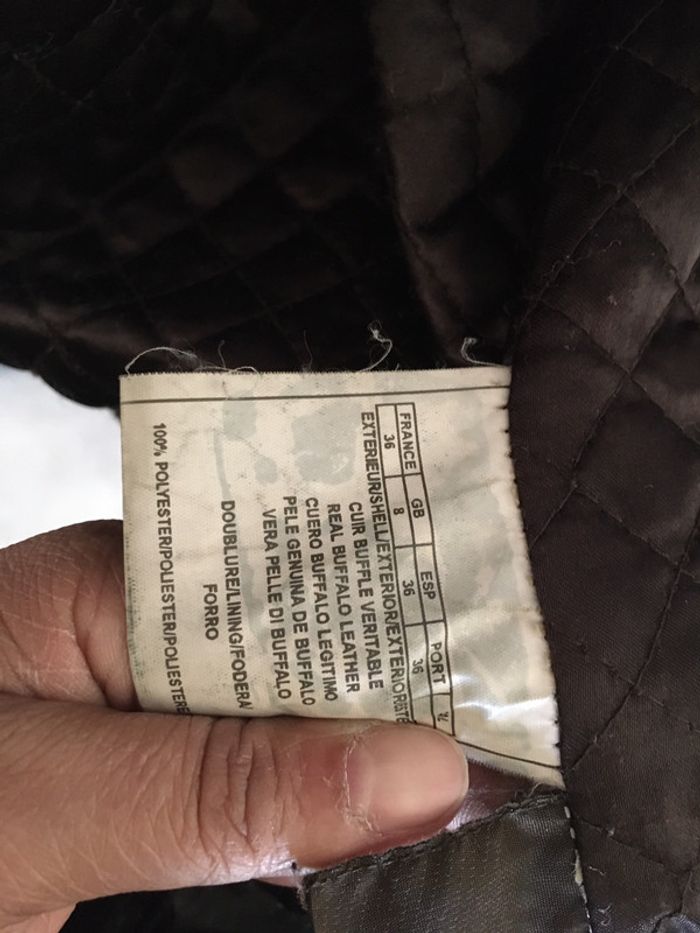 FRANCE GB ESP PORT
36 8 36 36
EXTERIEUR/SHELL/EXTERIOR/EXTERIOR
CUIR BUFFLE VERITABLE
REAL BUFFALO LEATHER
CUERO BUFFALO LEGITIMO
PELE GENUINA DE BUFFALO
VERA PELLE DI BUFFALO
DOUBLURE/LINING/FODERA/
FORRO
100% POLYESTER/POLIESTER/POLIESTERE